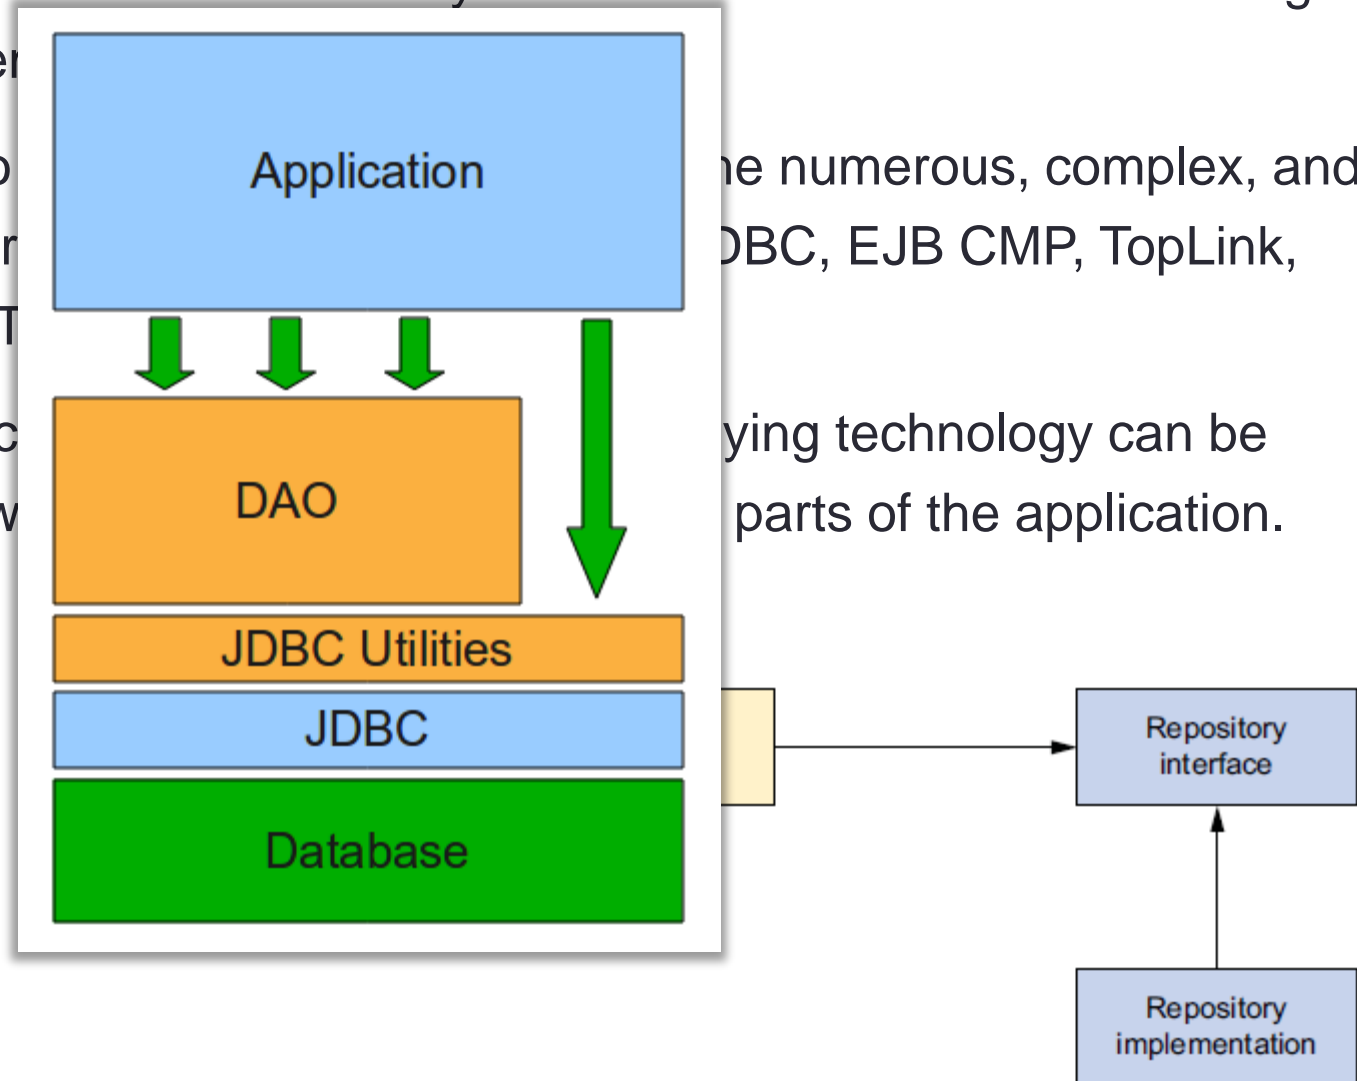 he numerous, complex, and
DBC, EJB CMP, TopLink,
ying technology can be
parts of the application.
Application
DAO
JDBC Utilities
JDBC
Database
Repository
interface
Repository
implementation